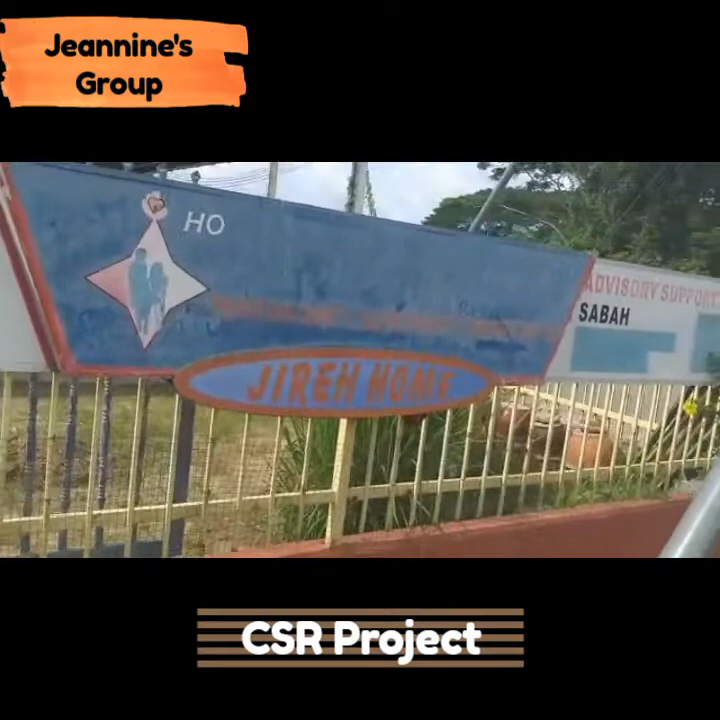 Jeannine's
Group
HO
ADVISORY SUPPORT
SABAH
JIREH HOME
CSR Project